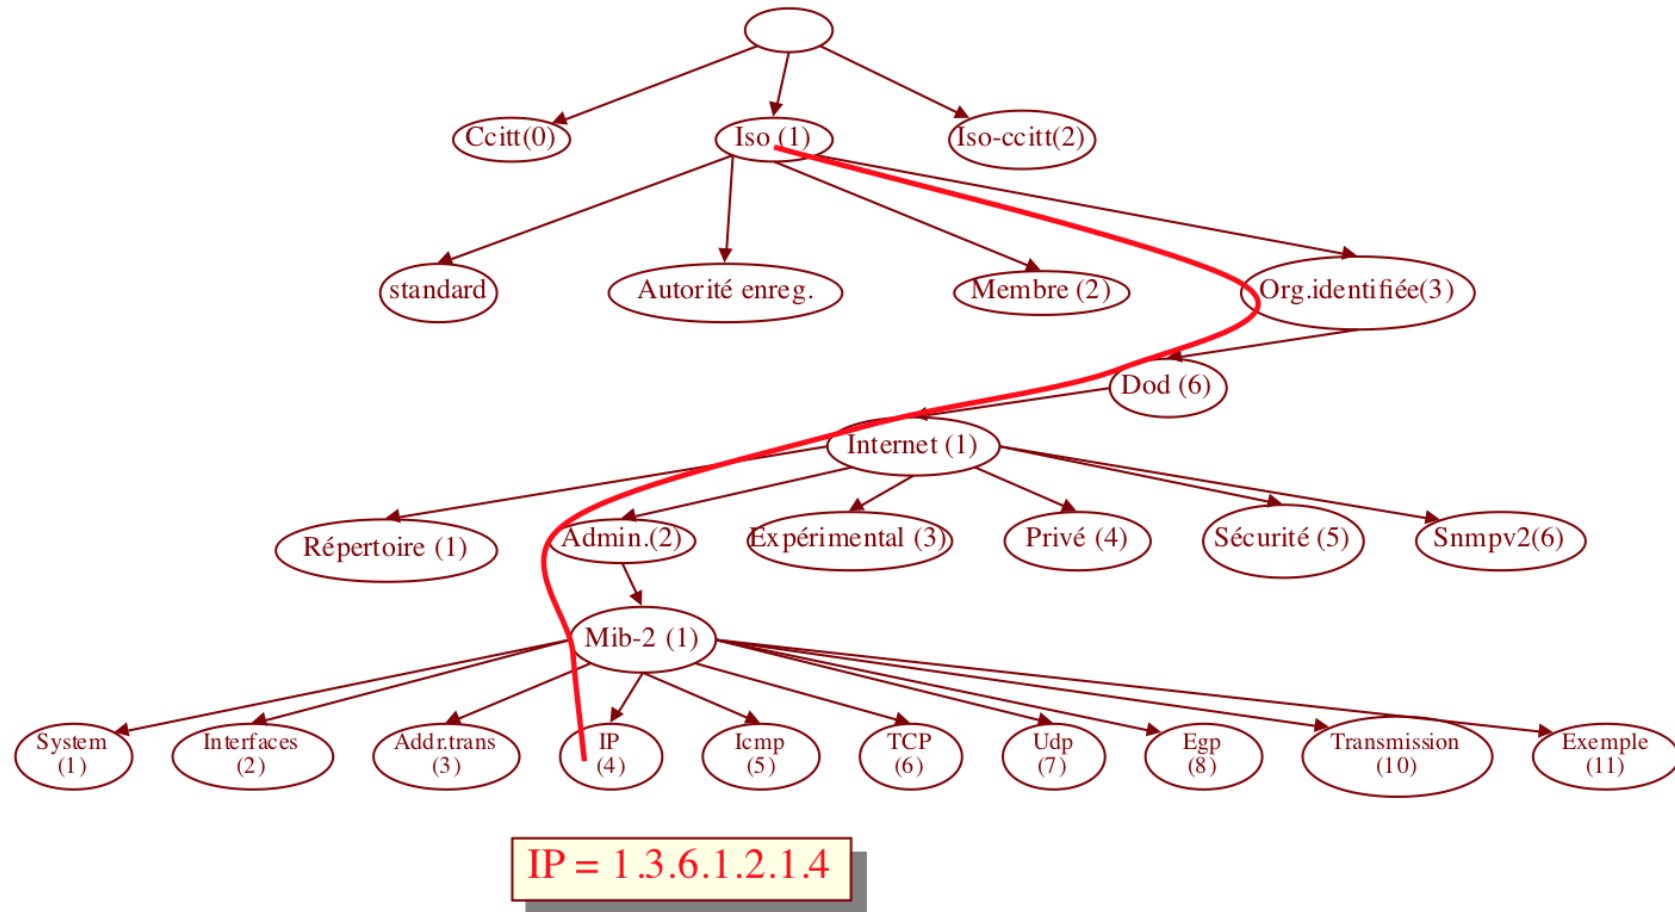 Ccitt(0)
Iso (1)
Iso-ccitt(2)
standard
Autorité enreg.
Membre (2)
Org.identifiée(3)
Dod (6)
Internet (1)
Répertoire (1)
Admin.(2)
Expérimental (3)
Privé (4)
Sécurité (5)
Snmpv2(6)
Mib-2 (1)
System
(1)
Interfaces
(2)
Addr.trans
(3)
IP
(4)
Icmp
(5)
TCP
(6)
Udp
(7)
Egp
(8)
Transmission
(10)
Exemple
(11)
IP = 1.3.6.1.2.1.4